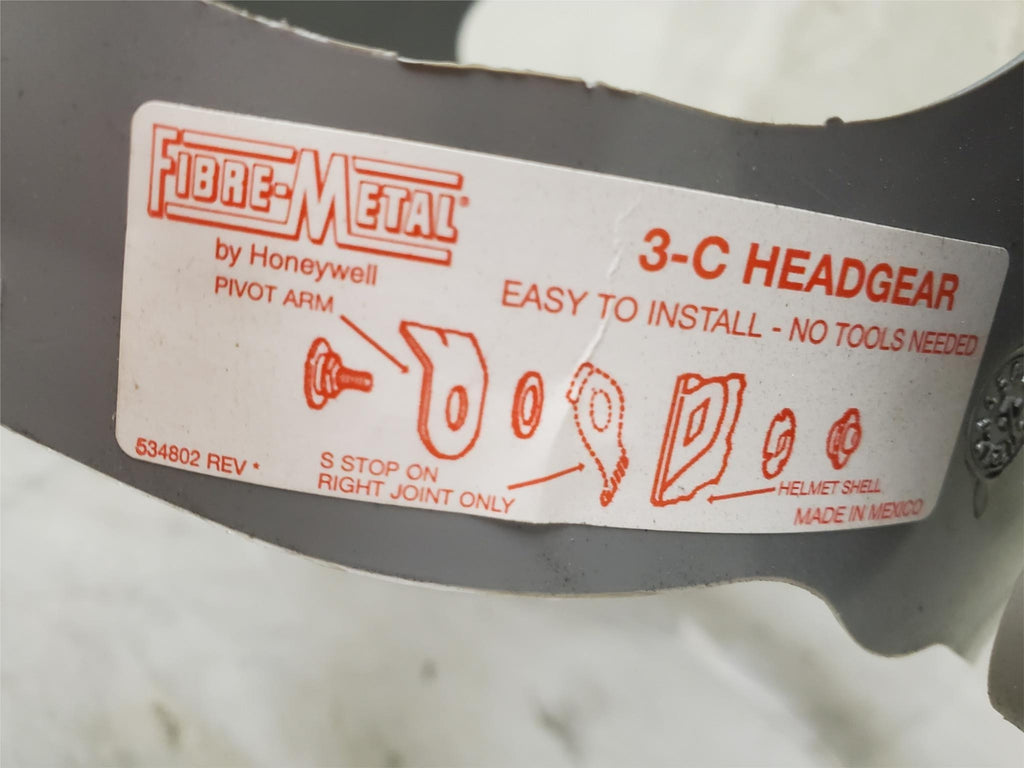 FIBRE-METAL®
by Honeywell
3-C HEADGEAR
EASY TO INSTALL - NO TOOLS NEEDED
PIVOT ARM
S STOP ON
RIGHT JOINT ONLY
HELMET SHELL
534802 REV *
MADE IN MEXICO